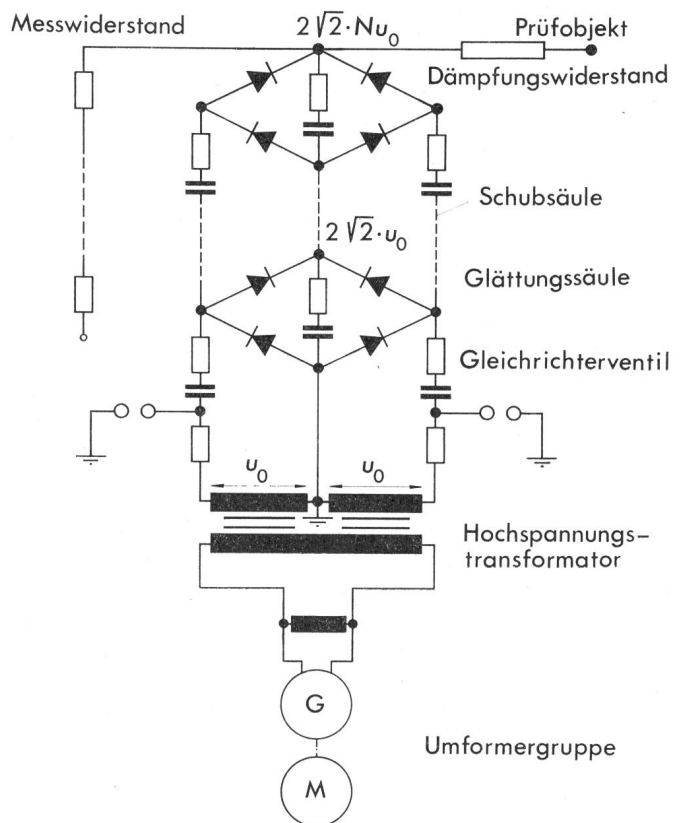 Messwiderstand
2√2·Nu₀
Prüfobjekt
Dämpfungswiderstand
Schubsäule
2√2·u₀
Glättungssäule
Gleichrichterventil
u₀
u₀
Hochspannungs-
transformator
G
Umformergruppe
M